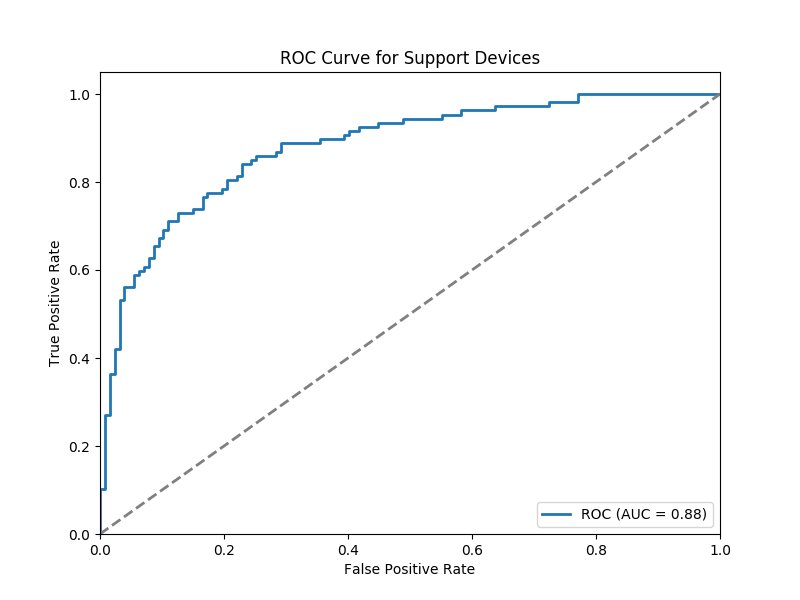 ROC Curve for Support Devices
True Positive Rate
1.0
0.8
0.6
0.4
0.2
0.0
ROC (AUC = 0.88)
0.0 0.2 0.4 0.6 0.8 1.0
False Positive Rate